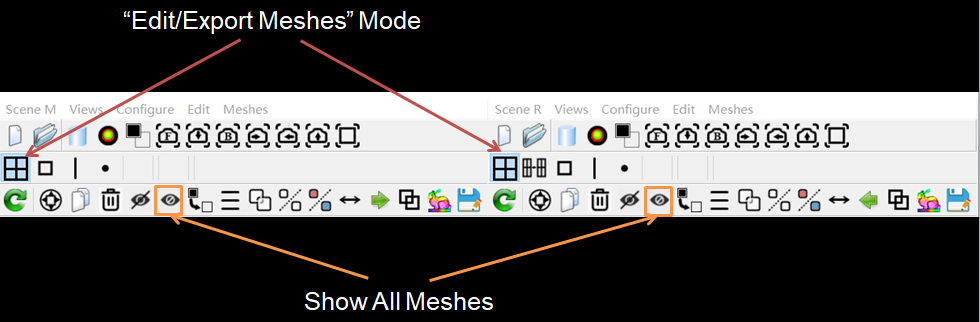 “Edit/Export Meshes” Mode
Scene M Views Configure Edit Meshes
Scene R Views Configure Edit Meshes
F B
F B
Show All Meshes